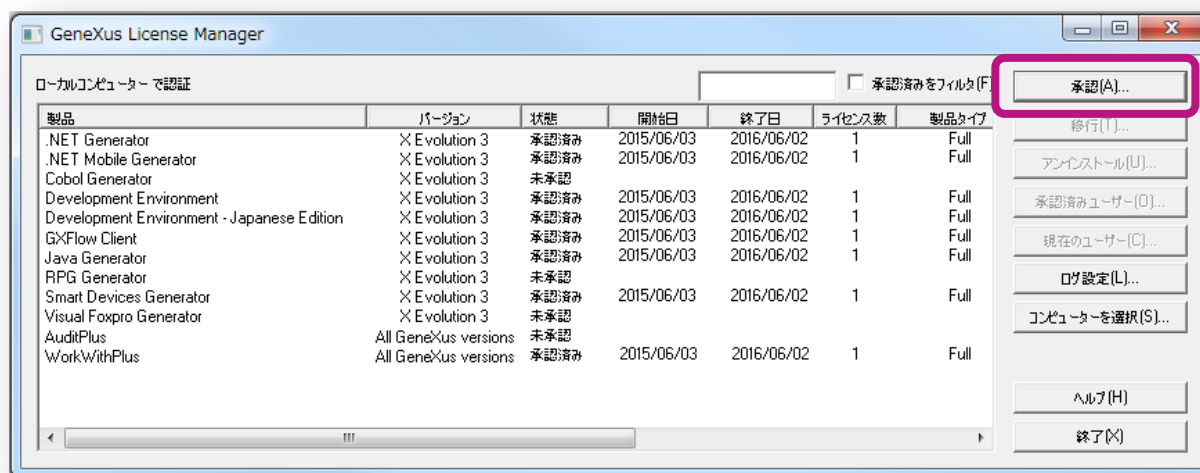 GeneXus License Manager
ローカルコンピューター で認証
承認済みをフィルタ(F)
承認(A)...
製品 バージョン 状態 開始日 終了日 ライセンス数 製品タイプ
移行(T)...
.NET Generator X Evolution 3 承認済み 2015/06/03 2016/06/02 1 Full
.NET Mobile Generator X Evolution 3 承認済み 2015/06/03 2016/06/02 1 Full
アンインストール(U)...
Cobol Generator X Evolution 3 未承認
Development Environment X Evolution 3 承認済み 2015/06/03 2016/06/02 1 Full
承認済みユーザー(O)...
Development Environment - Japanese Edition X Evolution 3 承認済み 2015/06/03 2016/06/02 1 Full
GXFlow Client X Evolution 3 承認済み 2015/06/03 2016/06/02 1 Full
現在のユーザー(C)...
Java Generator X Evolution 3 承認済み 2015/06/03 2016/06/02 1 Full
RPG Generator X Evolution 3 未承認
ログ設定(L)...
Smart Devices Generator X Evolution 3 承認済み 2015/06/03 2016/06/02 1 Full
Visual Foxpro Generator X Evolution 3 未承認
コンピューターを選択(S)...
AuditPlus All GeneXus versions 未承認
WorkWithPlus All GeneXus versions 承認済み 2015/06/03 2016/06/02 1 Full
ヘルプ(H)
終了(X)